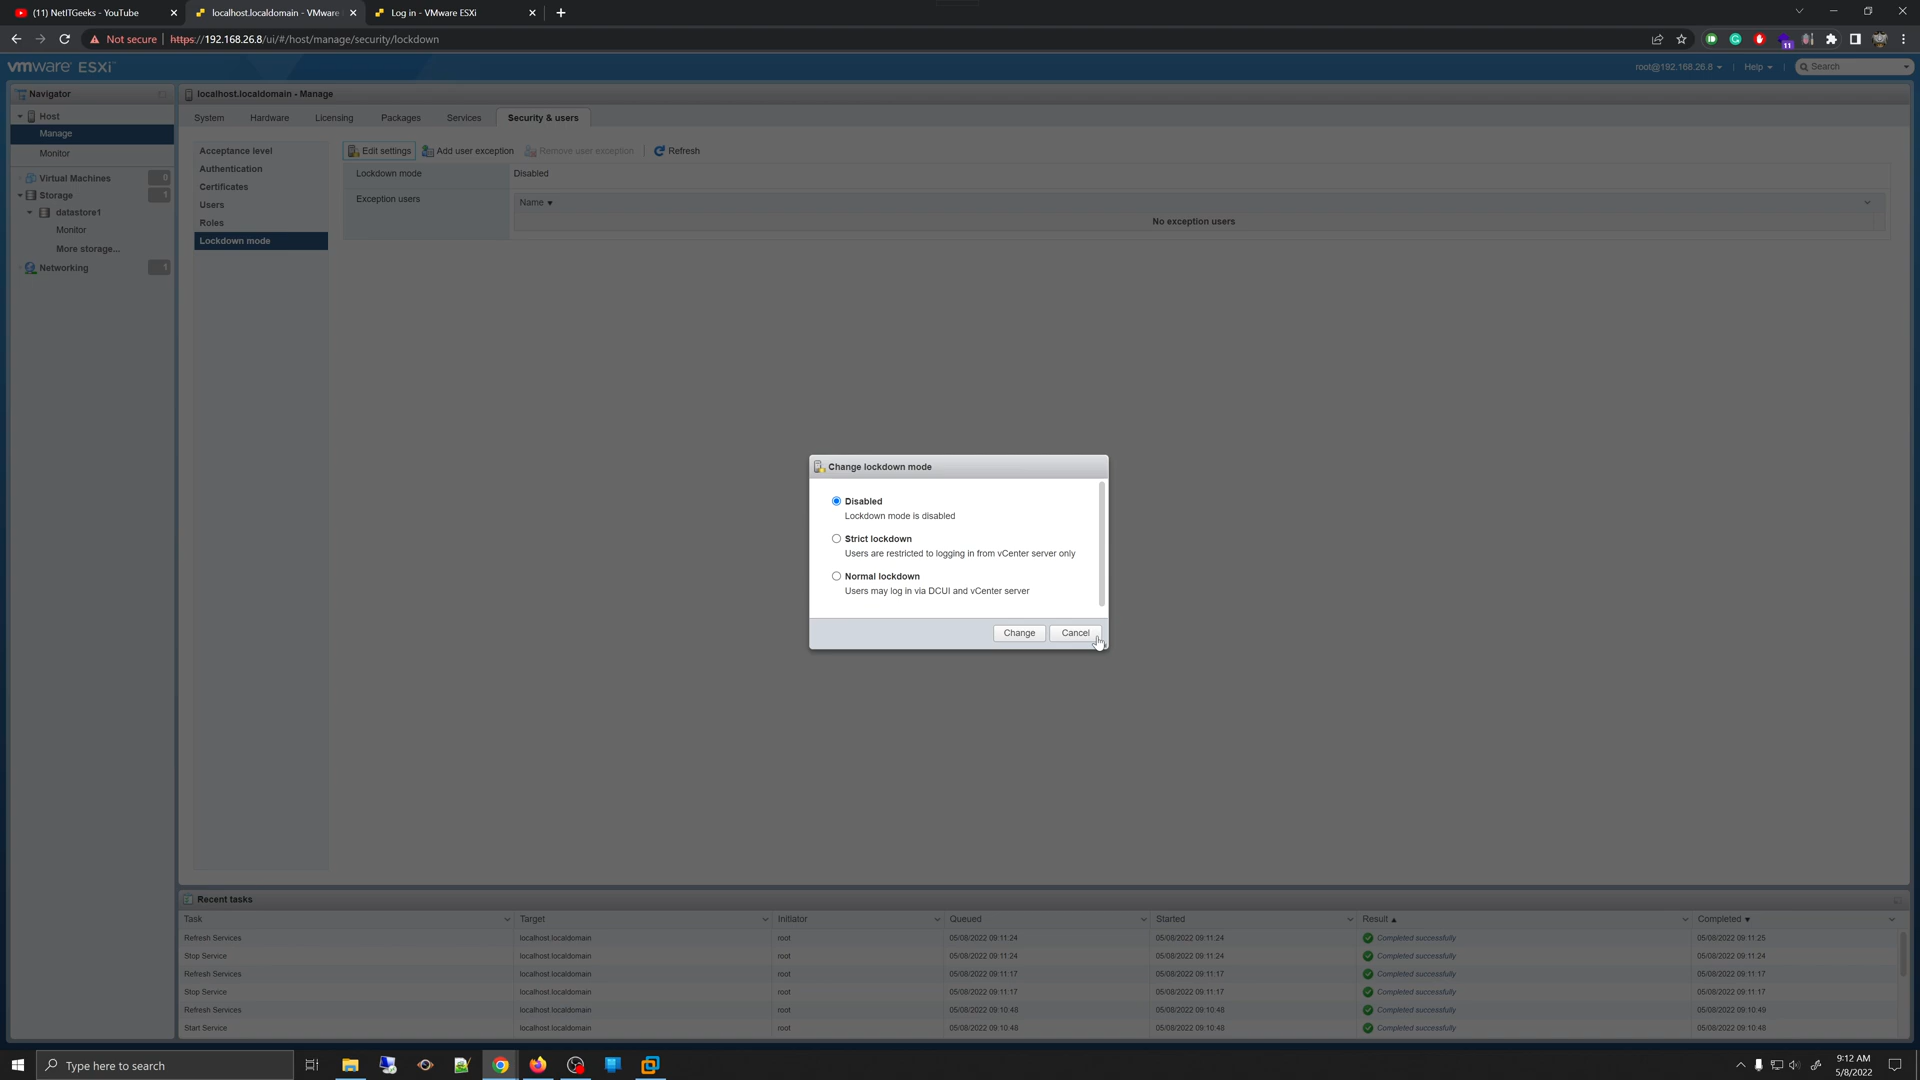 (11) NetITGeeks - YouTube
localhost.localdomain - VMware
Log in - VMware ESXi
Not secure | https://192.168.26.8/ui/#/host/manage/security/lockdown
11
vmware ESXi
root@192.168.26.8
Help
Search
Navigator
localhost.localdomain - Manage
Host
Manage
Monitor
Virtual Machines 0
Storage 1
datastore1
Monitor
More storage...
Networking 1
System
Hardware
Licensing
Packages
Services
Security & users
Acceptance level
Authentication
Certificates
Users
Roles
Lockdown mode
Edit settings
Add user exception
Remove user exception
Refresh
Lockdown mode Disabled
Exception users
Name
No exception users
Change lockdown mode
Disabled
Lockdown mode is disabled
Strict lockdown
Users are restricted to logging in from vCenter server only
Normal lockdown
Users may log in via DCUI and vCenter server
Change
Cancel
Recent tasks
Task Target Initiator Queued Started Result Completed
Refresh Services localhost.localdomain root 05/08/2022 09:11:24 05/08/2022 09:11:24 Completed successfully 05/08/2022 09:11:25
Stop Service localhost.localdomain root 05/08/2022 09:11:24 05/08/2022 09:11:24 Completed successfully 05/08/2022 09:11:24
Refresh Services localhost.localdomain root 05/08/2022 09:11:17 05/08/2022 09:11:17 Completed successfully 05/08/2022 09:11:17
Stop Service localhost.localdomain root 05/08/2022 09:11:17 05/08/2022 09:11:17 Completed successfully 05/08/2022 09:11:17
Refresh Services localhost.localdomain root 05/08/2022 09:10:48 05/08/2022 09:10:48 Completed successfully 05/08/2022 09:10:49
Start Service localhost.localdomain root 05/08/2022 09:10:48 05/08/2022 09:10:48 Completed successfully 05/08/2022 09:10:48
Type here to search
9:12 AM
5/8/2022